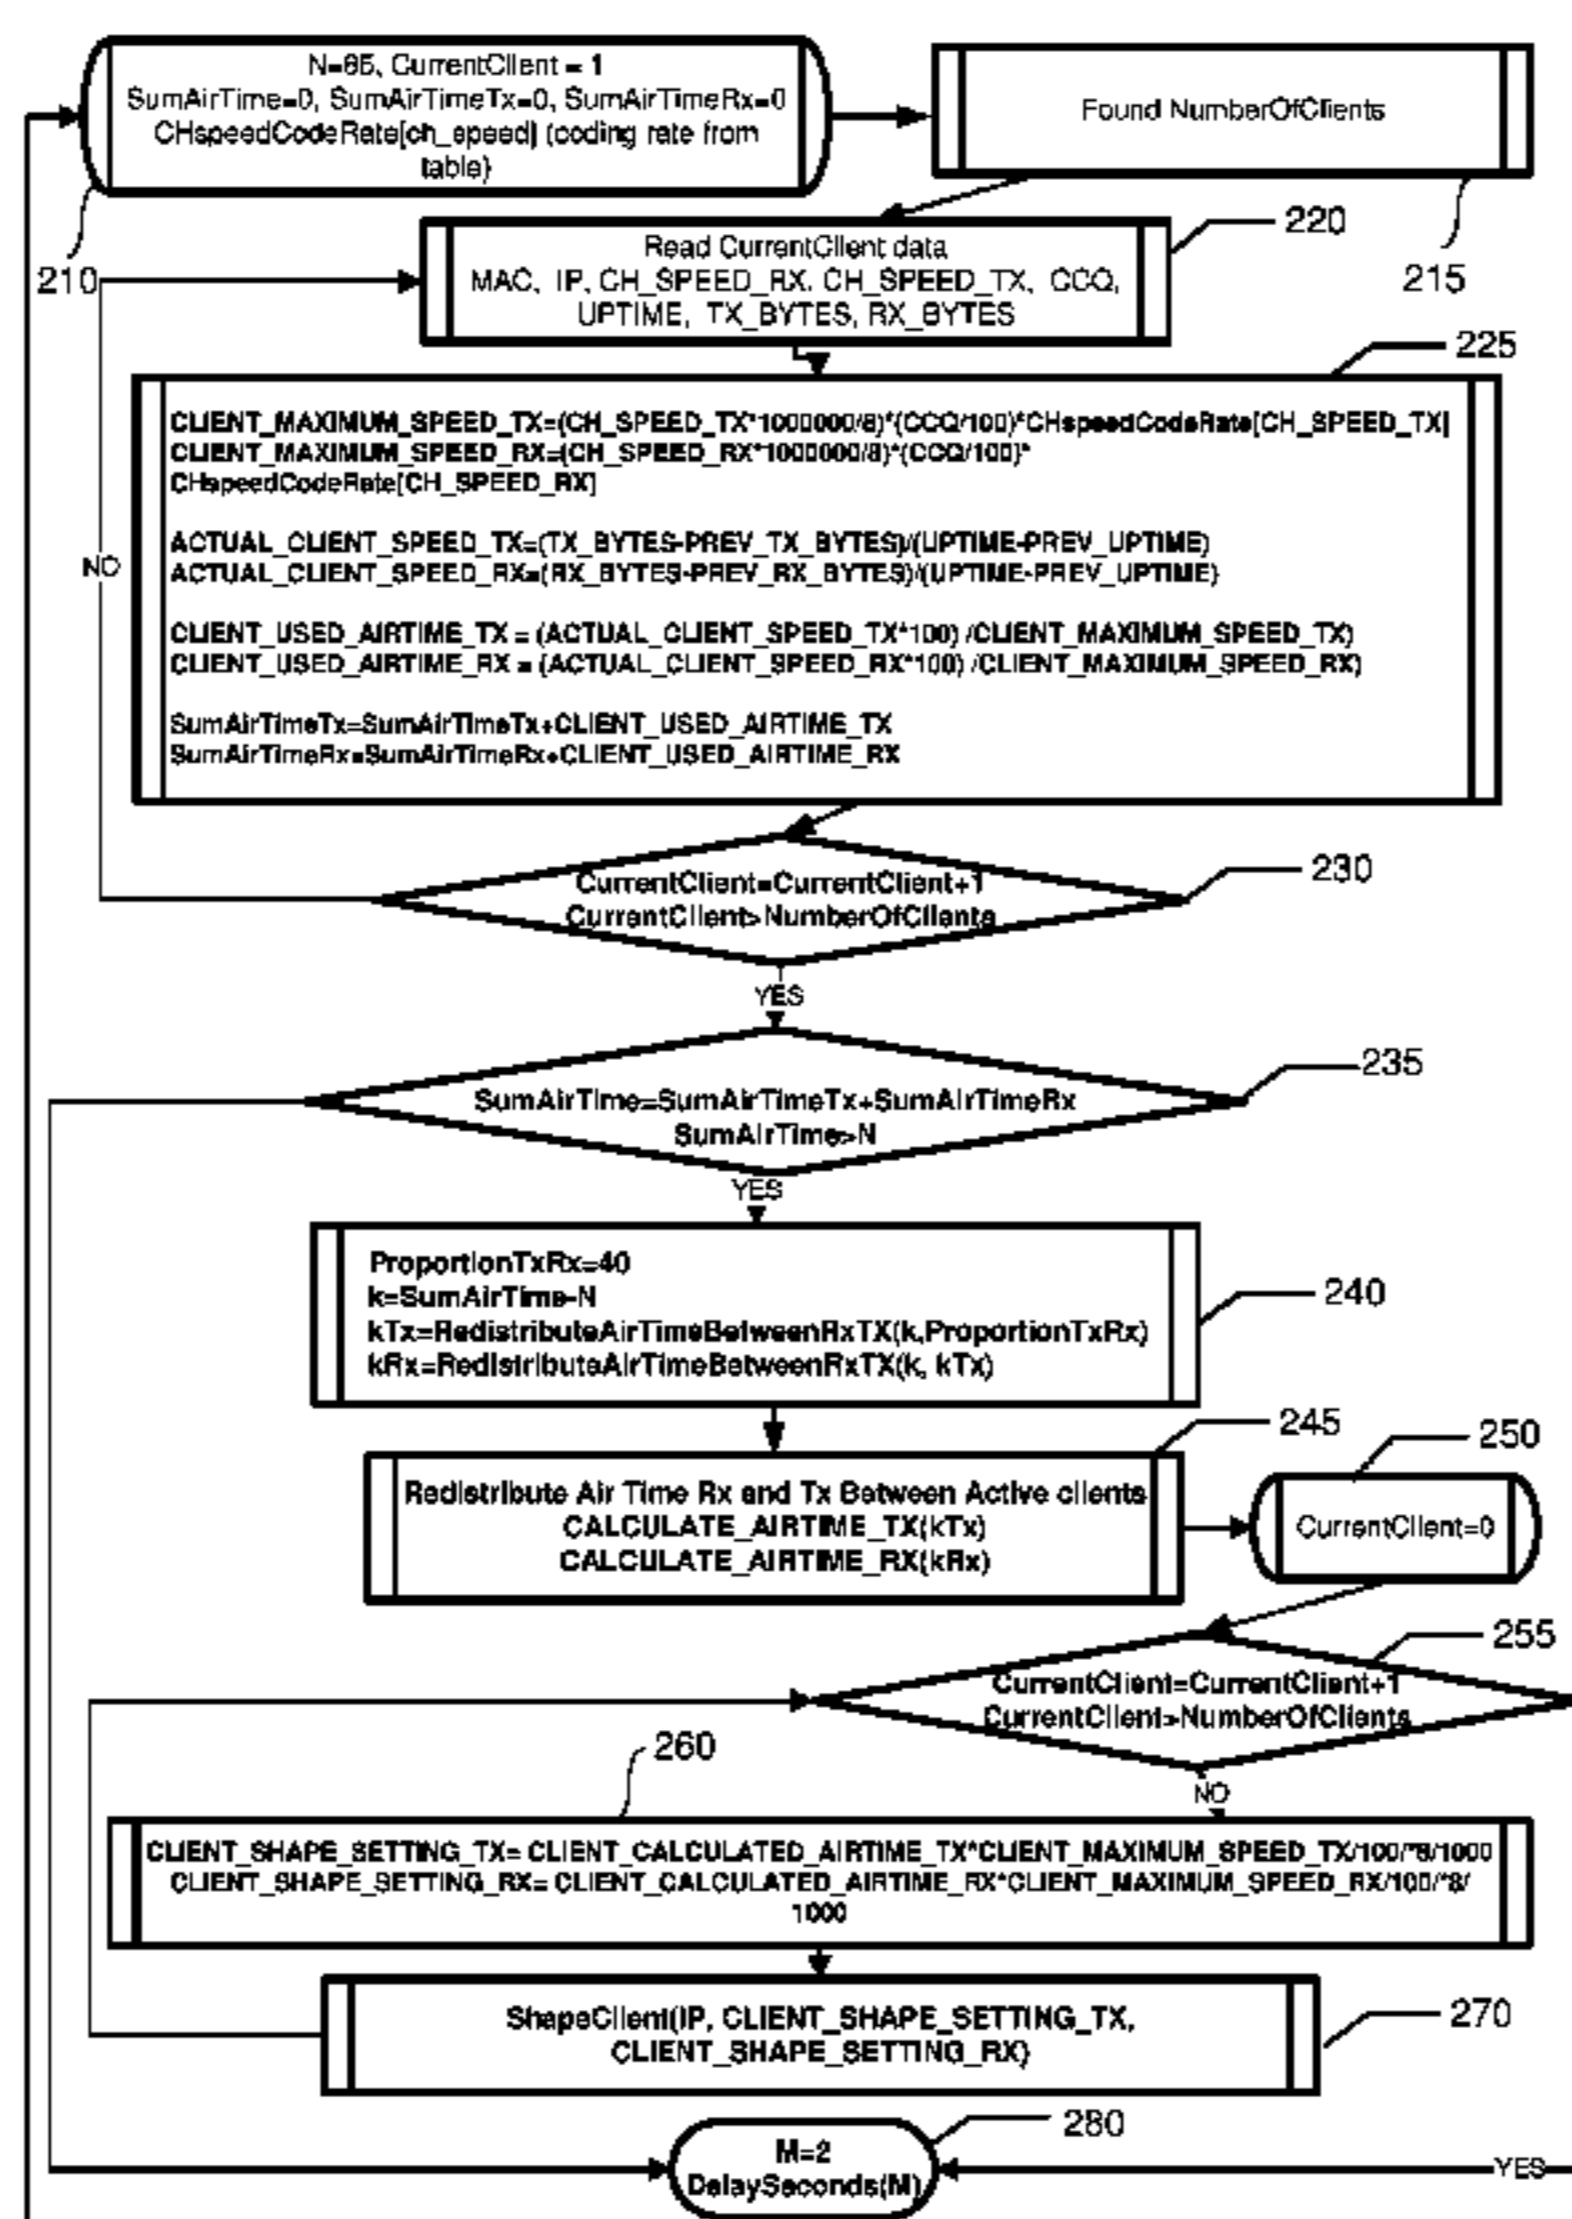 N=65, CurrentClient = 1
SumAirTime=0, SumAirTimeTx=0, SumAirTimeRx=0
CHspeedCodeRate[ch_speed] (coding rate from
table)
210
Found NumberOfClients
215
Read CurrentClient data
MAC, IP, CH_SPEED_RX, CH_SPEED_TX, CCQ,
UPTIME, TX_BYTES, RX_BYTES
220
225
CLIENT_MAXIMUM_SPEED_TX=(CH_SPEED_TX*1000000/8)*(CCQ/100)*CHspeedCodeRate[CH_SPEED_TX]
CLIENT_MAXIMUM_SPEED_RX=(CH_SPEED_RX*1000000/8)*(CCQ/100)*
CHspeedCodeRate[CH_SPEED_RX]
ACTUAL_CLIENT_SPEED_TX=(TX_BYTES-PREV_TX_BYTES)/(UPTIME-PREV_UPTIME)
ACTUAL_CLIENT_SPEED_RX=(RX_BYTES-PREV_RX_BYTES)/(UPTIME-PREV_UPTIME)
CLIENT_USED_AIRTIME_TX = (ACTUAL_CLIENT_SPEED_TX*100) /CLIENT_MAXIMUM_SPEED_TX)
CLIENT_USED_AIRTIME_RX = (ACTUAL_CLIENT_SPEED_RX*100) /CLIENT_MAXIMUM_SPEED_RX)
SumAirTimeTx=SumAirTimeTx+CLIENT_USED_AIRTIME_TX
SumAirTimeRx=SumAirTimeRx+CLIENT_USED_AIRTIME_RX
NO
CurrentClient=CurrentClient+1
CurrentClient>NumberOfClients
230
YES
SumAirTime=SumAirTimeTx+SumAirTimeRx
SumAirTime>N
235
YES
ProportionTxRx=40
k=SumAirTime-N
kTx=RedistributeAirTimeBetweenRxTX(k,ProportionTxRx)
kRx=RedistributeAirTimeBetweenRxTX(k, kTx)
240
245
Redistribute Air Time Rx and Tx Between Active clients
CALCULATE_AIRTIME_TX(kTx)
CALCULATE_AIRTIME_RX(kRx)
250
CurrentClient=0
255
CurrentClient=CurrentClient+1
CurrentClient>NumberOfClients
NO
260
CLIENT_SHAPE_SETTING_TX= CLIENT_CALCULATED_AIRTIME_TX*CLIENT_MAXIMUM_SPEED_TX/100/*8/1000
CLIENT_SHAPE_SETTING_RX= CLIENT_CALCULATED_AIRTIME_RX*CLIENT_MAXIMUM_SPEED_RX/100/*8/
1000
ShapeClient(IP, CLIENT_SHAPE_SETTING_TX,
CLIENT_SHAPE_SETTING_RX)
270
280
M=2
DelaySeconds(M)
YES